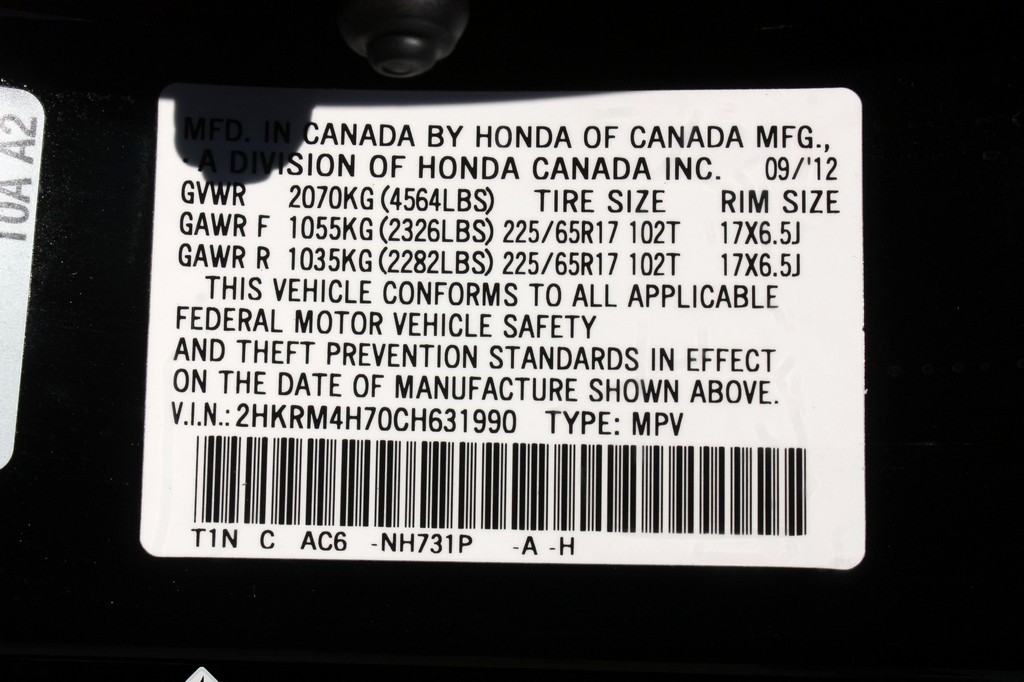 10A A2
MFD. IN CANADA BY HONDA OF CANADA MFG.,
A DIVISION OF HONDA CANADA INC. 09/'12
GVWR 2070KG (4564LBS) TIRE SIZE RIM SIZE
GAWR F 1055KG (2326LBS) 225/65R17 102T 17X6.5J
GAWR R 1035KG (2282LBS) 225/65R17 102T 17X6.5J
THIS VEHICLE CONFORMS TO ALL APPLICABLE
FEDERAL MOTOR VEHICLE SAFETY
AND THEFT PREVENTION STANDARDS IN EFFECT
ON THE DATE OF MANUFACTURE SHOWN ABOVE.
V.I.N.: 2HKRM4H70CH631990 TYPE: MPV
T1N C AC6 -NH731P -A -H